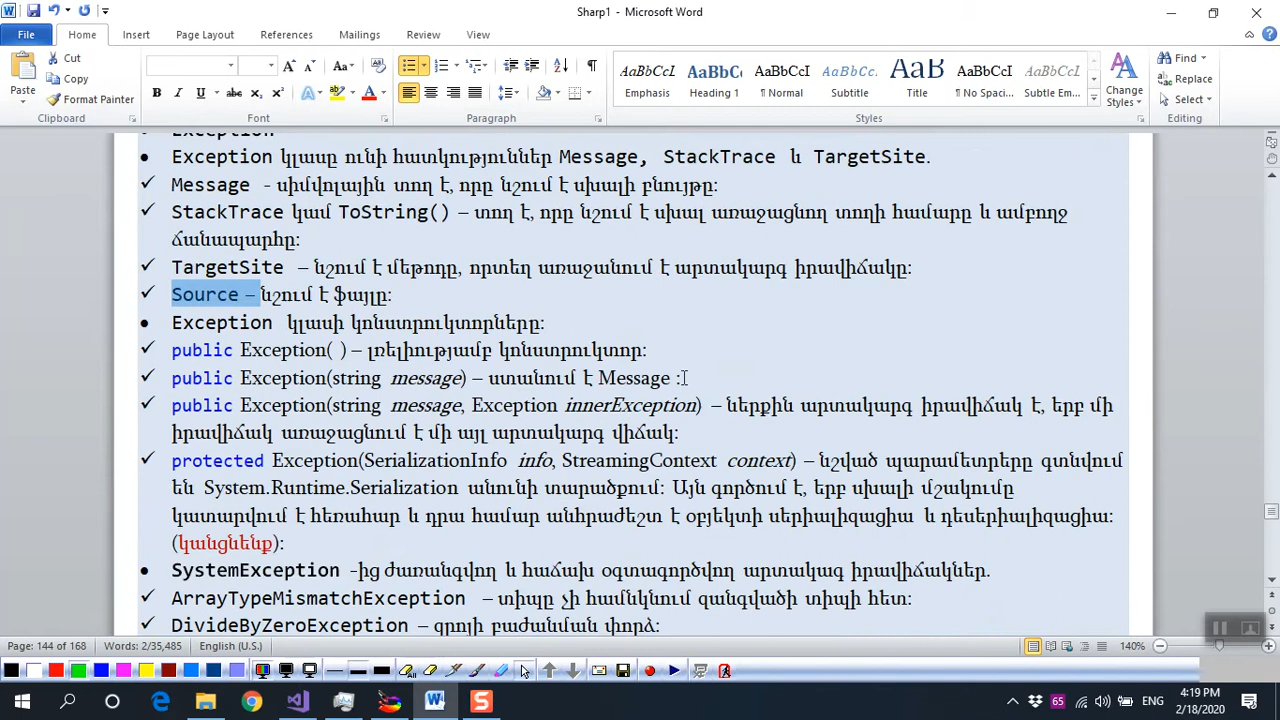 Sharp1 - Microsoft Word
File Home Insert Page Layout References Mailings Review View
Cut
Copy
Format Painter
Paste
Clipboard
Font
Paragraph
AaBbCcI AaBbC( AaBbCcI AaBbCcI AaB AaBbCcI AaBbCcI
Emphasis Heading 1 ¶ Normal Subtitle Title ¶ No Spaci... Subtle Em...
Styles
Change Styles
Find
Replace
Select
Editing
Exception
• Exception կլասը ունի հատկություններ Message, StackTrace և TargetSite.
✓ Message - սիմվոլային տող է, որը նշում է սխալի բնույթը:
✓ StackTrace կամ ToString() – տող է, որը նշում է սխալ առաջացնող տողի համարը և ամբողջ
ճանապարհը:
✓ TargetSite – նշում է մեթոդը, որտեղ առաջանում է արտակարգ իրավիճակը:
✓ Source – նշում է ֆայլը:
• Exception կլասի կոնստրուկտորները:
✓ public Exception( ) – լռելիությամբ կոնստրուկտոր:
✓ public Exception(string message) – ստանում է Message :
✓ public Exception(string message, Exception innerException) – ներքին արտակարգ իրավիճակ է, երբ մի
իրավիճակ առաջացնում է մի այլ արտակարգ վիճակ:
✓ protected Exception(SerializationInfo info, StreamingContext context) – նշված պարամետրերը գտնվում
են System.Runtime.Serialization անունի տարածքում: Այն գործում է, երբ սխալի մշակումը
կատարվում է հեռահար և դրա համար անհրաժեշտ է օբյեկտի սերիալիզացիա և դեսերիալիզացիա:
(կանցնենք):
• SystemException -ից ժառանգվող և հաճախ օգտագործվող արտակագ իրավիճակներ.
✓ ArrayTypeMismatchException – տիպը չի համնկնում զանգվածի տիպի հետ:
✓ DivideByZeroException – զրոյի բաժանման փորձ:
Page: 144 of 168 Words: 2/35,485 English (U.S.) 140%
65 ENG 4:19 PM
2/18/2020